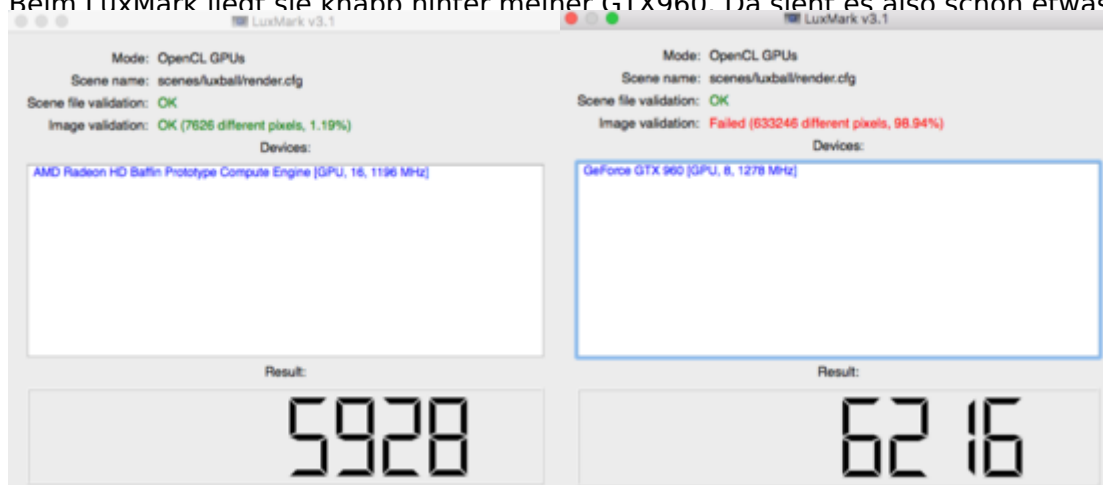 Beim LuxMark liegt sie knapp hinter meiner GTX960. Da sieht es also schon etwas
LuxMark v3.1
Mode: OpenCL GPUs
Scene name: scenes/luxball/render.cfg
Scene file validation: OK
Image validation: OK (7626 different pixels, 1.19%)
Devices:
AMD Radeon HD Baffin Prototype Compute Engine [GPU, 16, 1196 MHz]
Result:
5928
LuxMark v3.1
Mode: OpenCL GPUs
Scene name: scenes/luxball/render.cfg
Scene file validation: OK
Image validation: Failed (633246 different pixels, 98.94%)
Devices:
GeForce GTX 960 [GPU, 8, 1278 MHz]
Result:
6216